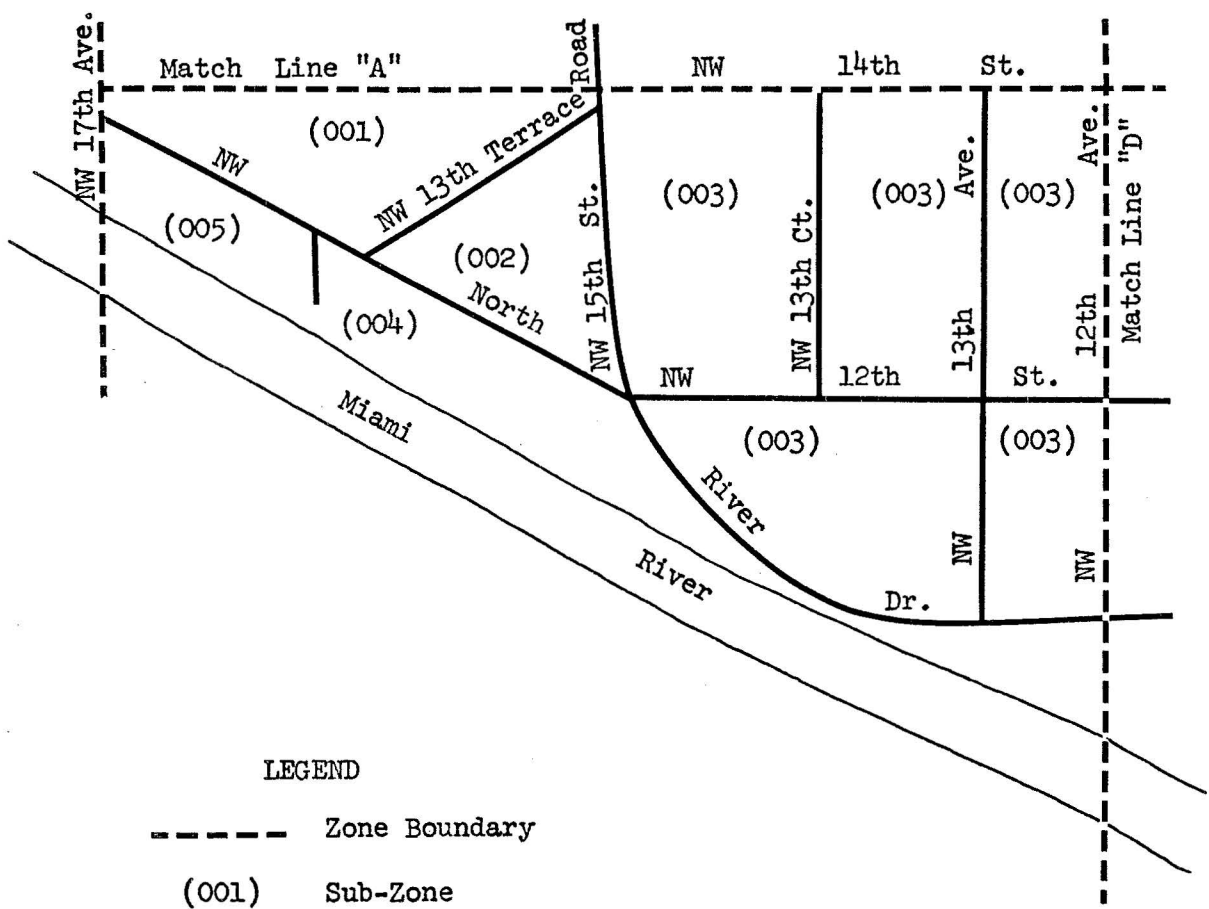 NW 17th Ave.
Match Line "A"
Road
NW 14th St.
(001)
NW 13th Terrace
NW
(005)
(002)
North
(004)
NW 15th St.
(003)
NW 13th Ct.
(003)
NW 13th Ave.
(003)
NW 12th Ave.
Match Line "D"
NW 12th St.
(003)
(003)
River
Dr.
Miami
River
LEGEND
Zone Boundary
(001) Sub-Zone